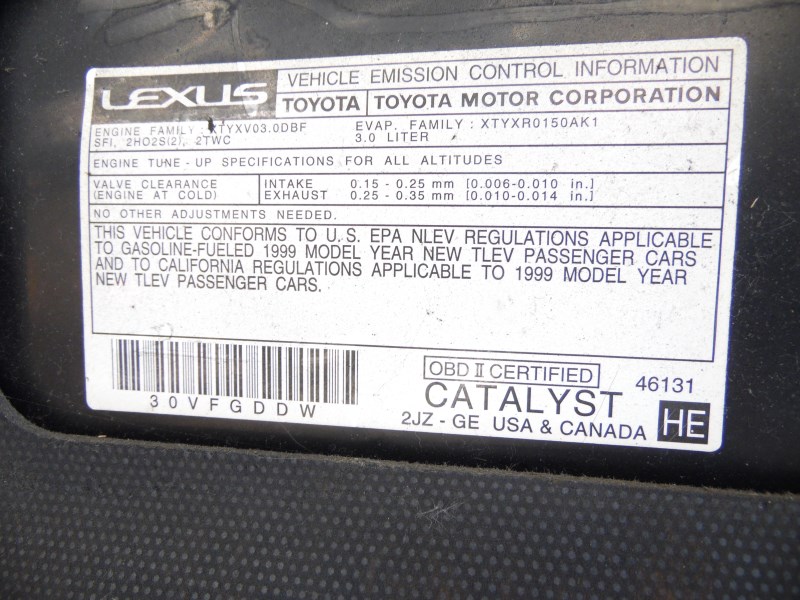 LEXUS VEHICLE EMISSION CONTROL INFORMATION
TOYOTA TOYOTA MOTOR CORPORATION
ENGINE FAMILY : XTYXV03.0DBF EVAP. FAMILY : XTYXR0150AK1
SFI, 2HO2S(2), 2TWC 3.0 LITER
ENGINE TUNE - UP SPECIFICATIONS FOR ALL ALTITUDES
VALVE CLEARANCE INTAKE 0.15 - 0.25 mm [0.006-0.010 in.]
(ENGINE AT COLD) EXHAUST 0.25 - 0.35 mm [0.010-0.014 in.]
NO OTHER ADJUSTMENTS NEEDED.
THIS VEHICLE CONFORMS TO U.S. EPA NLEV REGULATIONS APPLICABLE
TO GASOLINE-FUELED 1999 MODEL YEAR NEW TLEV PASSENGER CARS
AND TO CALIFORNIA REGULATIONS APPLICABLE TO 1999 MODEL YEAR
NEW TLEV PASSENGER CARS.
OBD II CERTIFIED 46131
30VFGDDW CATALYST
2JZ - GE USA & CANADA HE